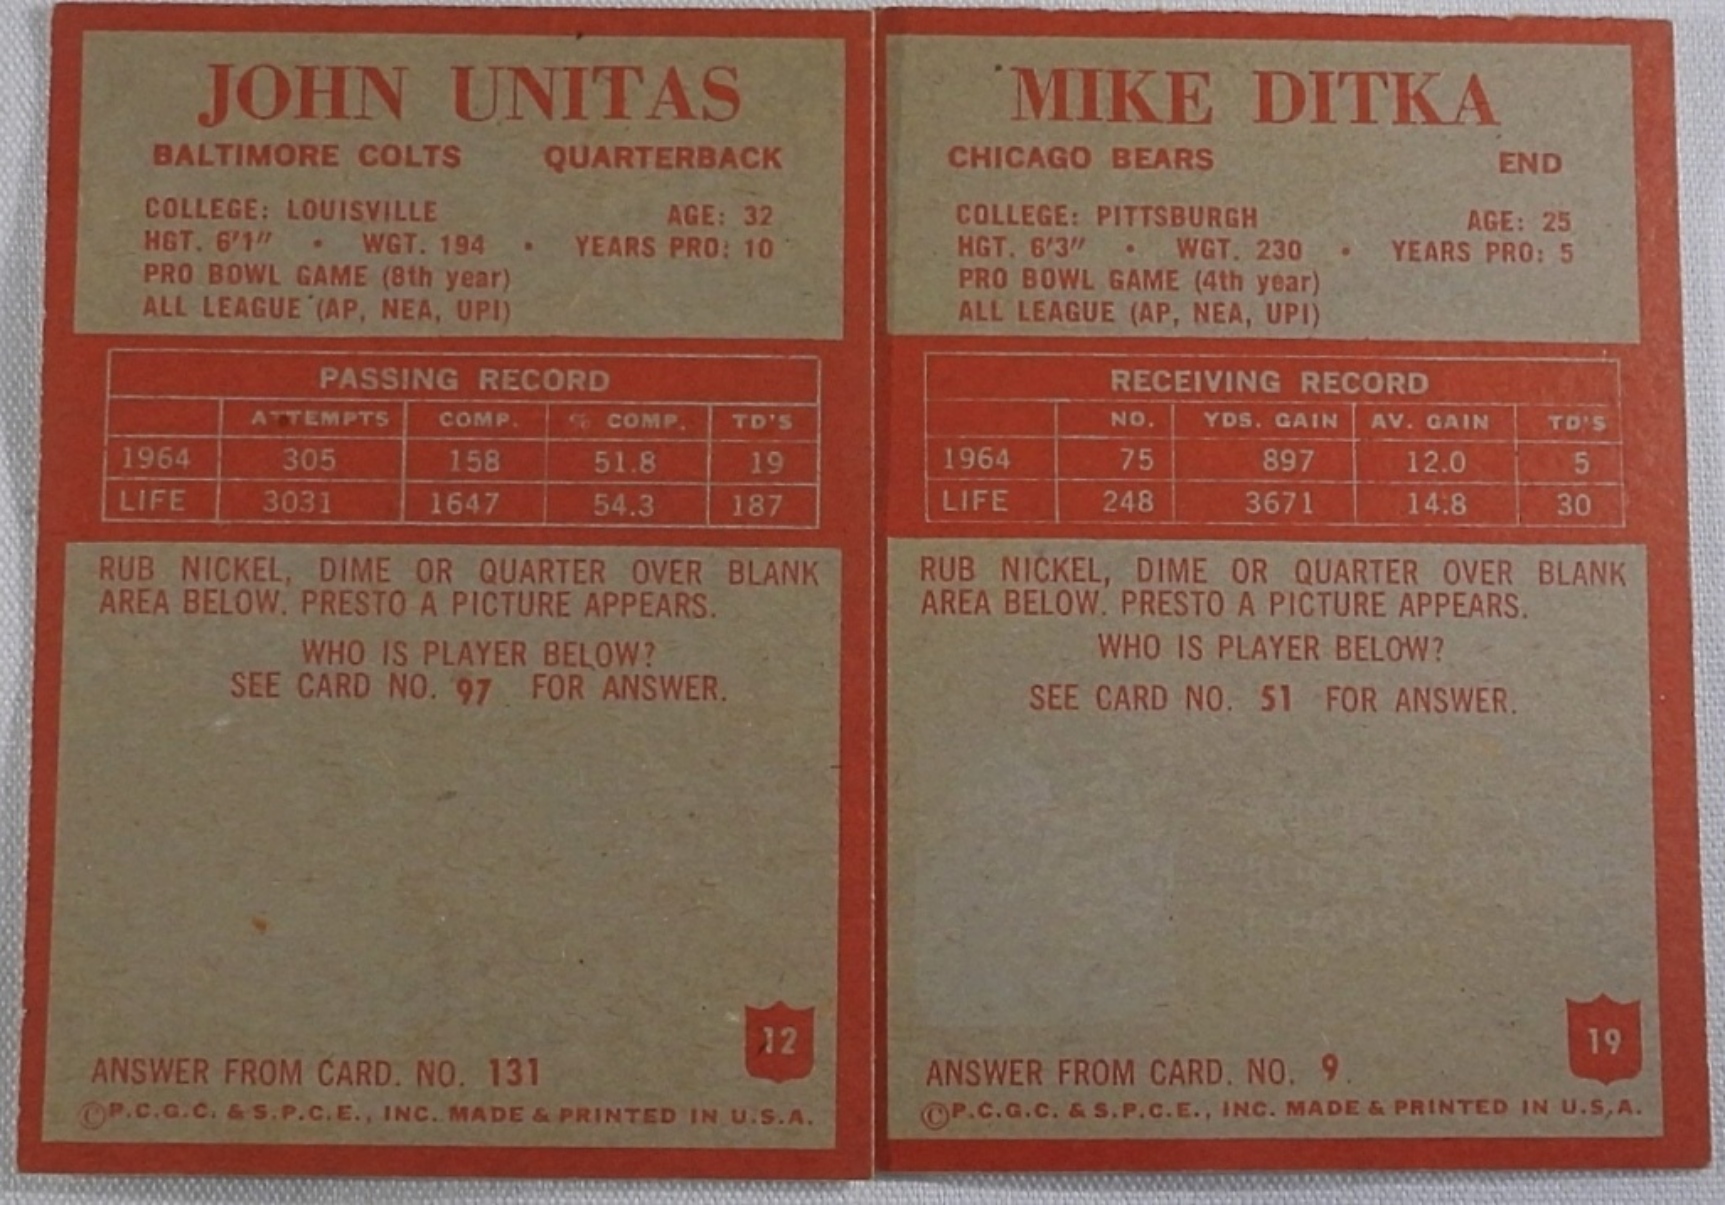 JOHN UNITAS
BALTIMORE COLTS QUARTERBACK
COLLEGE: LOUISVILLE AGE: 32
HGT. 6'1" • WGT. 194 • YEARS PRO: 10
PRO BOWL GAME (8th year)
ALL LEAGUE (AP, NEA, UPI)
PASSING RECORD
ATTEMPTS COMP. % COMP. TD'S
1964 305 158 51.8 19
LIFE 3031 1647 54.3 187
RUB NICKEL, DIME OR QUARTER OVER BLANK
AREA BELOW. PRESTO A PICTURE APPEARS.
WHO IS PLAYER BELOW?
SEE CARD NO. 97 FOR ANSWER.
12
ANSWER FROM CARD. NO. 131
©P.C.G.C. & S.P.C.E., INC. MADE & PRINTED IN U.S.A.
MIKE DITKA
CHICAGO BEARS END
COLLEGE: PITTSBURGH AGE: 25
HGT. 6'3" • WGT. 230 • YEARS PRO: 5
PRO BOWL GAME (4th year)
ALL LEAGUE (AP, NEA, UPI)
RECEIVING RECORD
NO. YDS. GAIN AV. GAIN TD'S
1964 75 897 12.0 5
LIFE 248 3671 14.8 30
RUB NICKEL, DIME OR QUARTER OVER BLANK
AREA BELOW. PRESTO A PICTURE APPEARS.
WHO IS PLAYER BELOW?
SEE CARD NO. 51 FOR ANSWER.
19
ANSWER FROM CARD. NO. 9.
©P.C.G.C. & S.P.C.E., INC. MADE & PRINTED IN U.S.A.